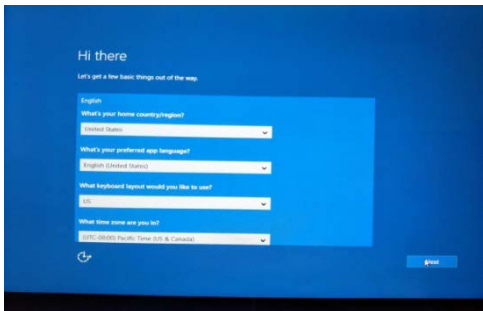 Hi there
Let's get a few basic things out of the way.
English
What's your home country/region?
United States
What's your preferred app language?
English (United States)
What keyboard layout would you like to use?
US
What time zone are you in?
(UTC-08:00) Pacific Time (US & Canada)
Next